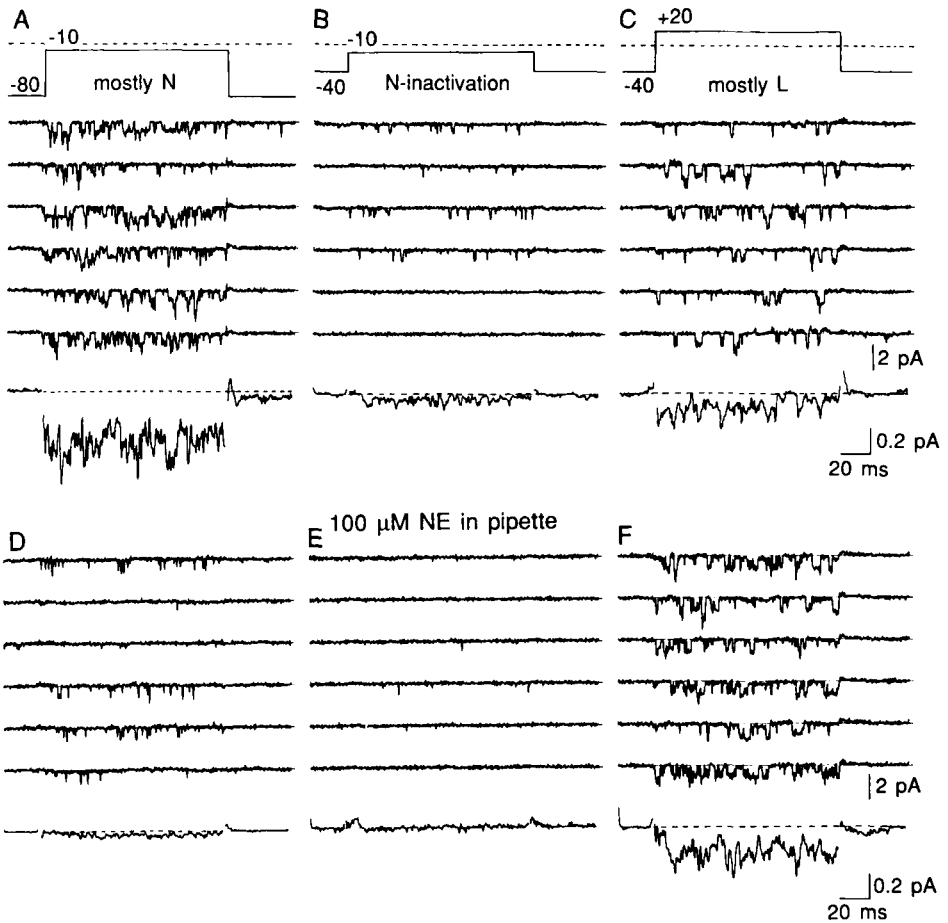 A
-10
-80
mostly N
B
-10
-40
N-inactivation
C
+20
-40
mostly L
2 pA
0.2 pA
20 ms
D
E
100 μM NE in pipette
F
2 pA
0.2 pA
20 ms